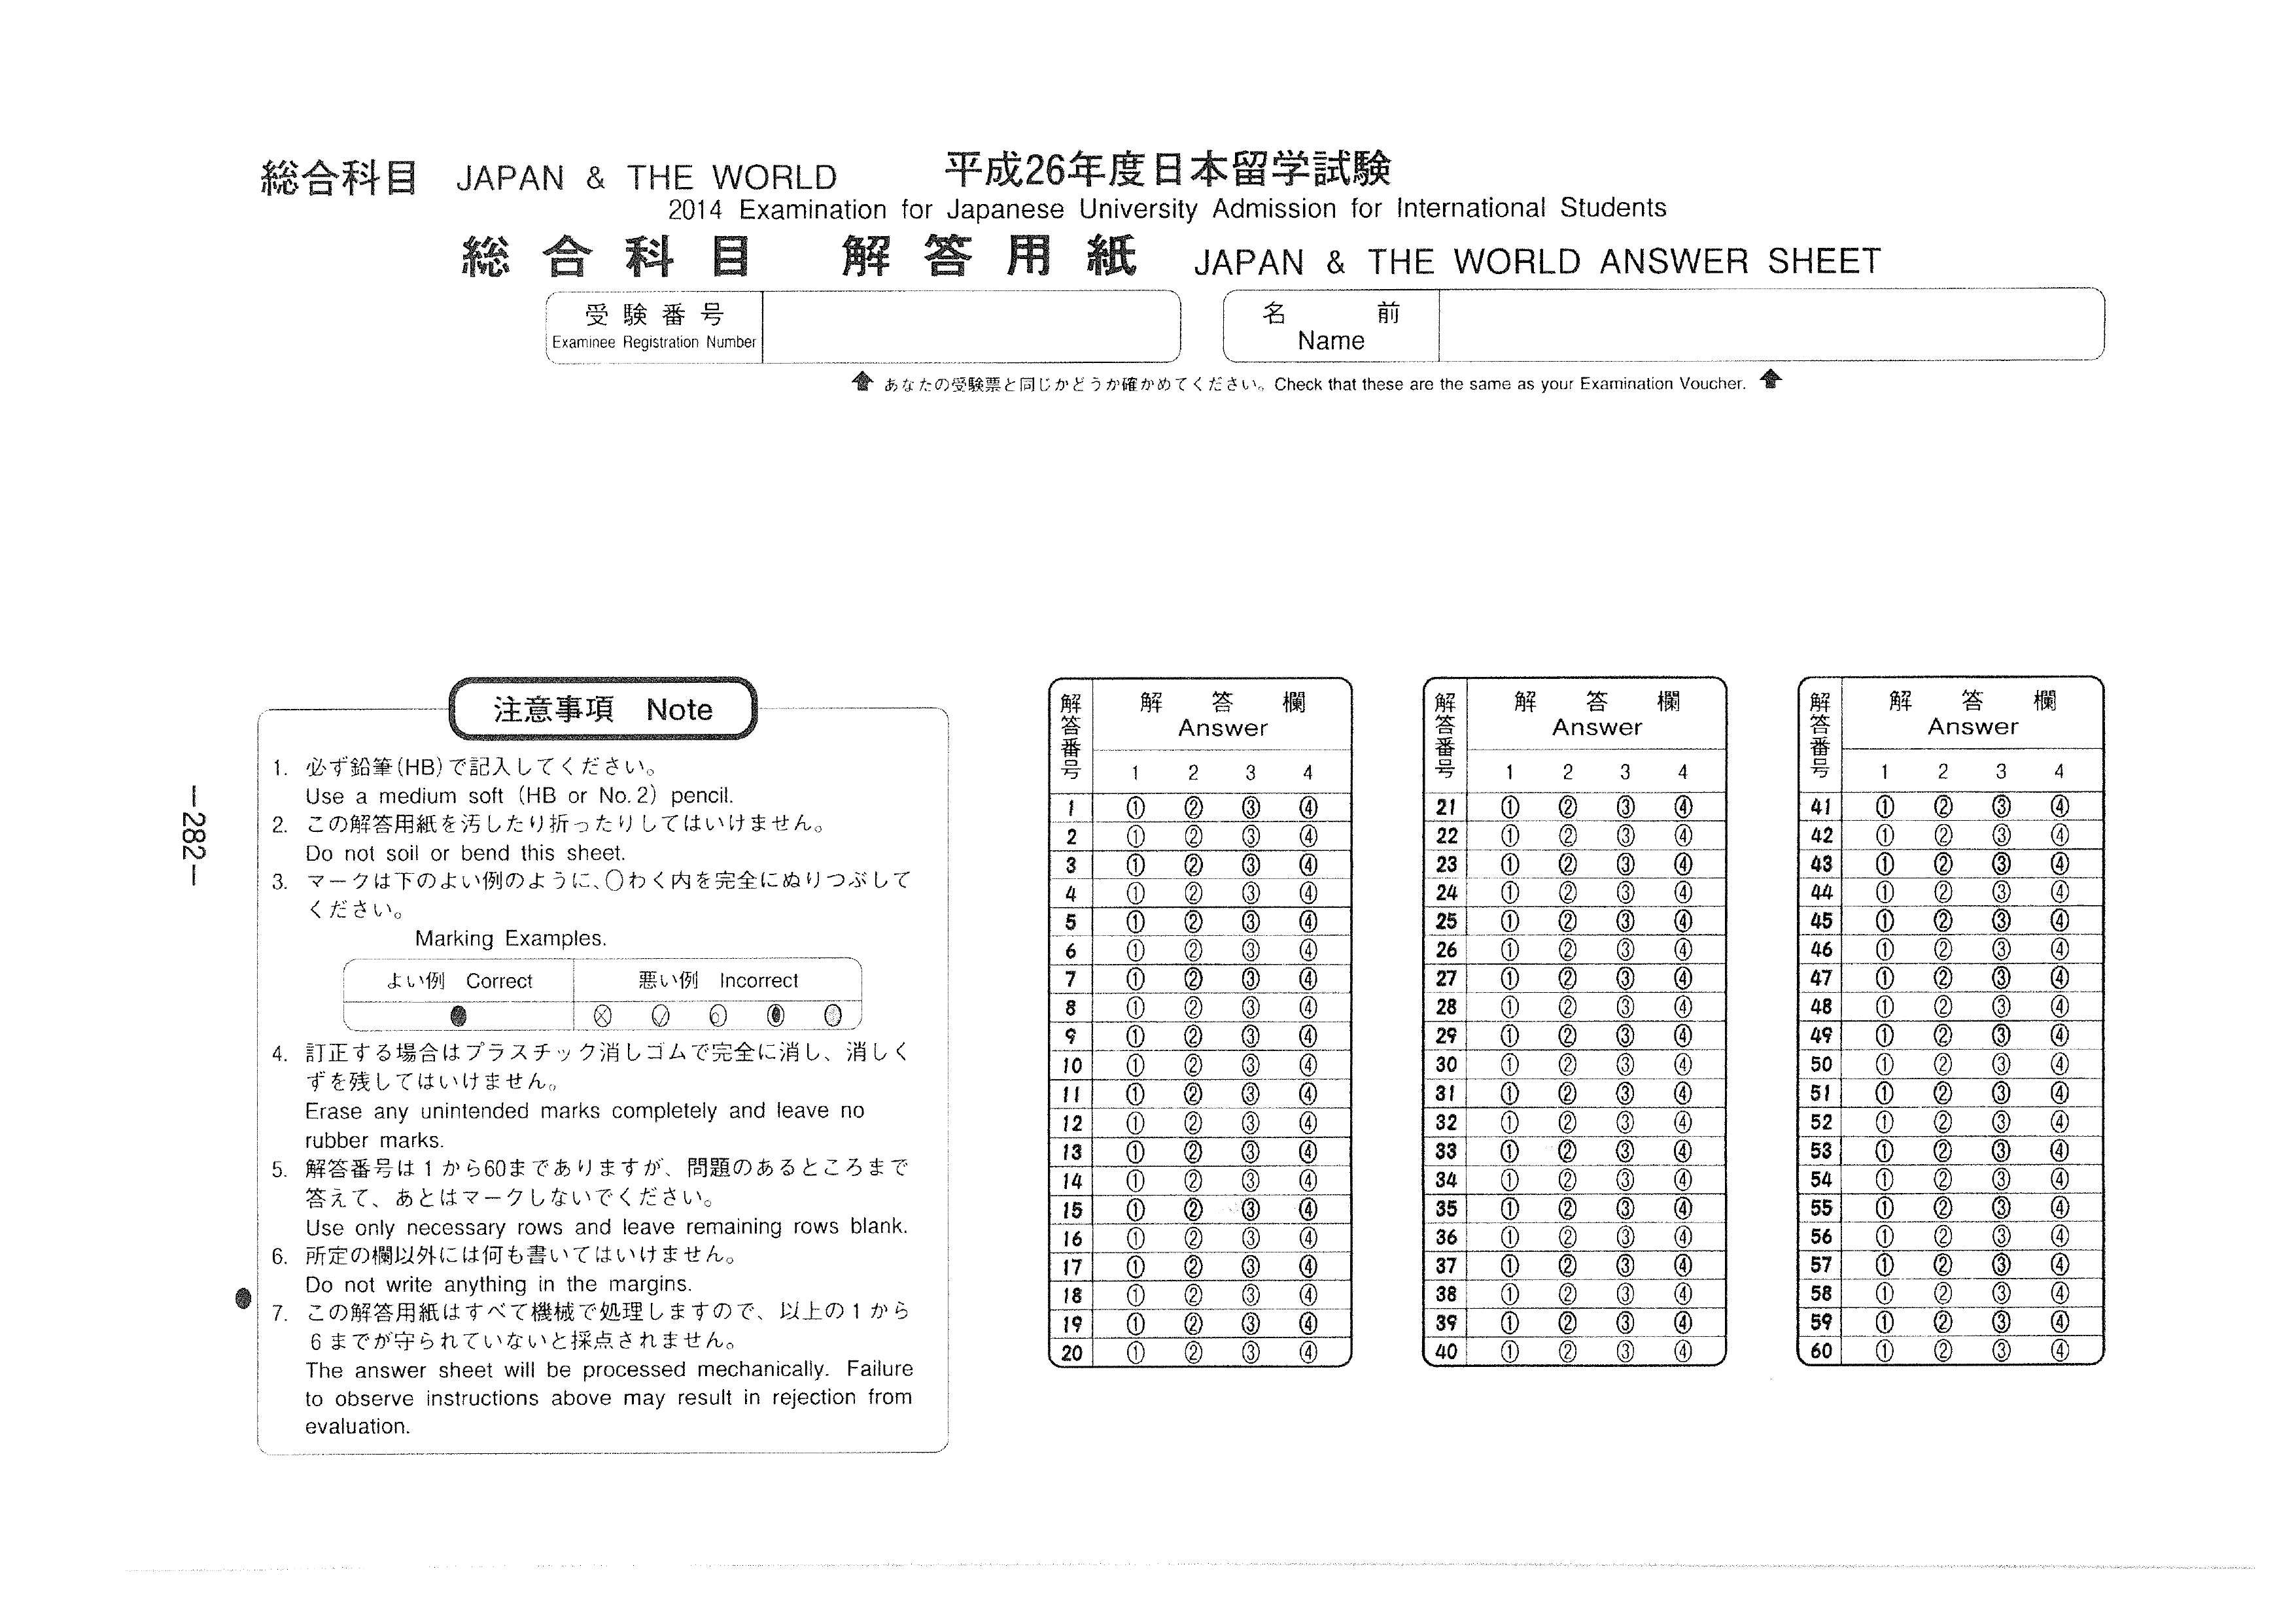 総合科目 JAPAN & THE WORLD 平成26年度日本留学試験
2014 Examination for Japanese University Admission for International Students
総合科目 解答用紙 JAPAN & THE WORLD ANSWER SHEET
受験番号
Examinee Registration Number
名前
Name
あなたの受験票と同じかどうか確かめてください。Check that these are the same as your Examination Voucher.
注意事項 Note
1. 必ず鉛筆(HB)で記入してください。
Use a medium soft (HB or No.2) pencil.
2. この解答用紙を汚したり折ったりしてはいけません。
Do not soil or bend this sheet.
3. マークは下のよい例のように、○わく内を完全にぬりつぶして
ください。
Marking Examples.
よい例 Correct 悪い例 Incorrect
4. 訂正する場合はプラスチック消しゴムで完全に消し、消しく
ずを残してはいけません。
Erase any unintended marks completely and leave no
rubber marks.
5. 解答番号は1から60までありますが、問題のあるところまで
答えて、あとはマークしないでください。
Use only necessary rows and leave remaining rows blank.
6. 所定の欄以外には何も書いてはいけません。
Do not write anything in the margins.
7. この解答用紙はすべて機械で処理しますので、以上の1から
6までが守られていないと採点されません。
The answer sheet will be processed mechanically. Failure
to observe instructions above may result in rejection from
evaluation.
解答番号 解答欄
Answer
1 2 3 4
1 ① ② ③ ④
2 ① ② ③ ④
3 ① ② ③ ④
4 ① ② ③ ④
5 ① ② ③ ④
6 ① ② ③ ④
7 ① ② ③ ④
8 ① ② ③ ④
9 ① ② ③ ④
10 ① ② ③ ④
11 ① ② ③ ④
12 ① ② ③ ④
13 ① ② ③ ④
14 ① ② ③ ④
15 ① ② ③ ④
16 ① ② ③ ④
17 ① ② ③ ④
18 ① ② ③ ④
19 ① ② ③ ④
20 ① ② ③ ④
解答番号 解答欄
Answer
1 2 3 4
21 ① ② ③ ④
22 ① ② ③ ④
23 ① ② ③ ④
24 ① ② ③ ④
25 ① ② ③ ④
26 ① ② ③ ④
27 ① ② ③ ④
28 ① ② ③ ④
29 ① ② ③ ④
30 ① ② ③ ④
31 ① ② ③ ④
32 ① ② ③ ④
33 ① ② ③ ④
34 ① ② ③ ④
35 ① ② ③ ④
36 ① ② ③ ④
37 ① ② ③ ④
38 ① ② ③ ④
39 ① ② ③ ④
40 ① ② ③ ④
解答番号 解答欄
Answer
1 2 3 4
41 ① ② ③ ④
42 ① ② ③ ④
43 ① ② ③ ④
44 ① ② ③ ④
45 ① ② ③ ④
46 ① ② ③ ④
47 ① ② ③ ④
48 ① ② ③ ④
49 ① ② ③ ④
50 ① ② ③ ④
51 ① ② ③ ④
52 ① ② ③ ④
53 ① ② ③ ④
54 ① ② ③ ④
55 ① ② ③ ④
56 ① ② ③ ④
57 ① ② ③ ④
58 ① ② ③ ④
59 ① ② ③ ④
60 ① ② ③ ④
—282—